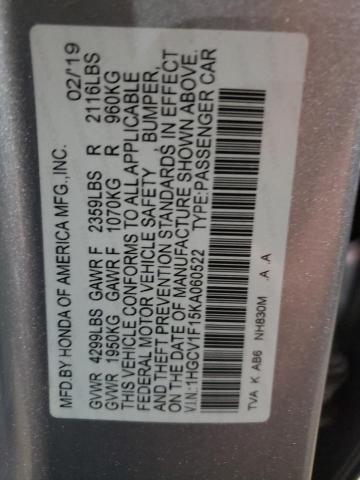 MFD.BY HONDA OF AMERICA MFG.,INC. 02/19
GVWR 4299LBS GAWR F 2359LBS R 2116LBS
GVWR 1950KG GAWR F 1070KG R 960KG
THIS VEHICLE CONFORMS TO ALL APPLICABLE
FEDERAL MOTOR VEHICLE SAFETY BUMPER,
AND THEFT PREVENTION STANDARDS IN EFFECT
ON THE DATE OF MANUFACTURE SHOWN ABOVE.
V.I.N.:1HGCV1F15KA060522 TYPE:PASSENGER CAR
TVA K AB6 NH830M .A .A